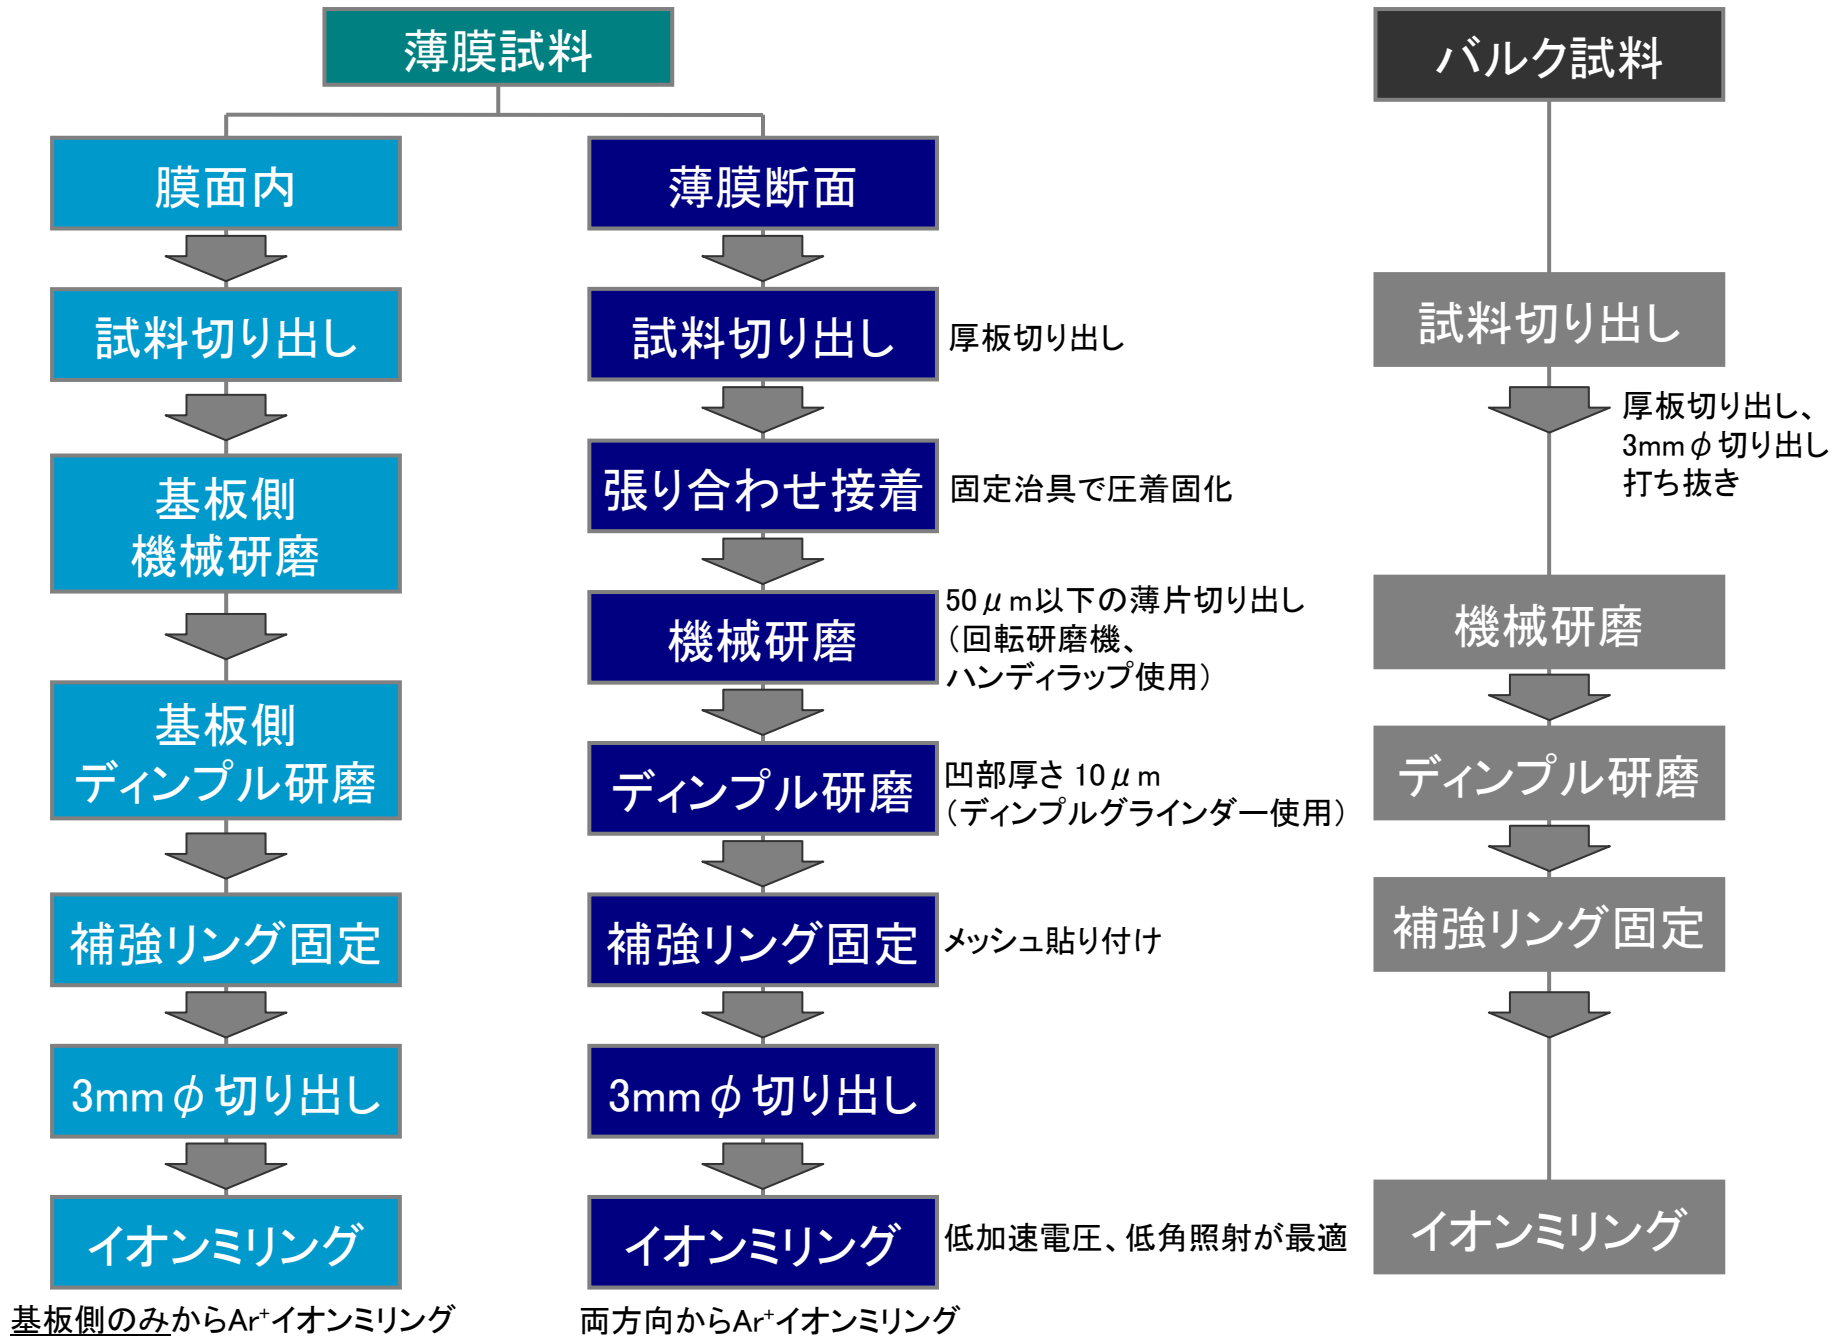 薄膜試料
膜面内
試料切り出し
基板側
機械研磨
基板側
ディンプル研磨
補強リング固定
3mmφ切り出し
イオンミリング
基板側のみからAr⁺イオンミリング
薄膜断面
試料切り出し
厚板切り出し
張り合わせ接着
固定治具で圧着固化
機械研磨
50μm以下の薄片切り出し
（回転研磨機、
ハンディラップ使用）
ディンプル研磨
凹部厚さ 10μm
（ディンプルグラインダー使用）
補強リング固定
メッシュ貼り付け
3mmφ切り出し
イオンミリング
低加速電圧、低角照射が最適
両方向からAr⁺イオンミリング
バルク試料
試料切り出し
厚板切り出し、
3mmφ切り出し
打ち抜き
機械研磨
ディンプル研磨
補強リング固定
イオンミリング